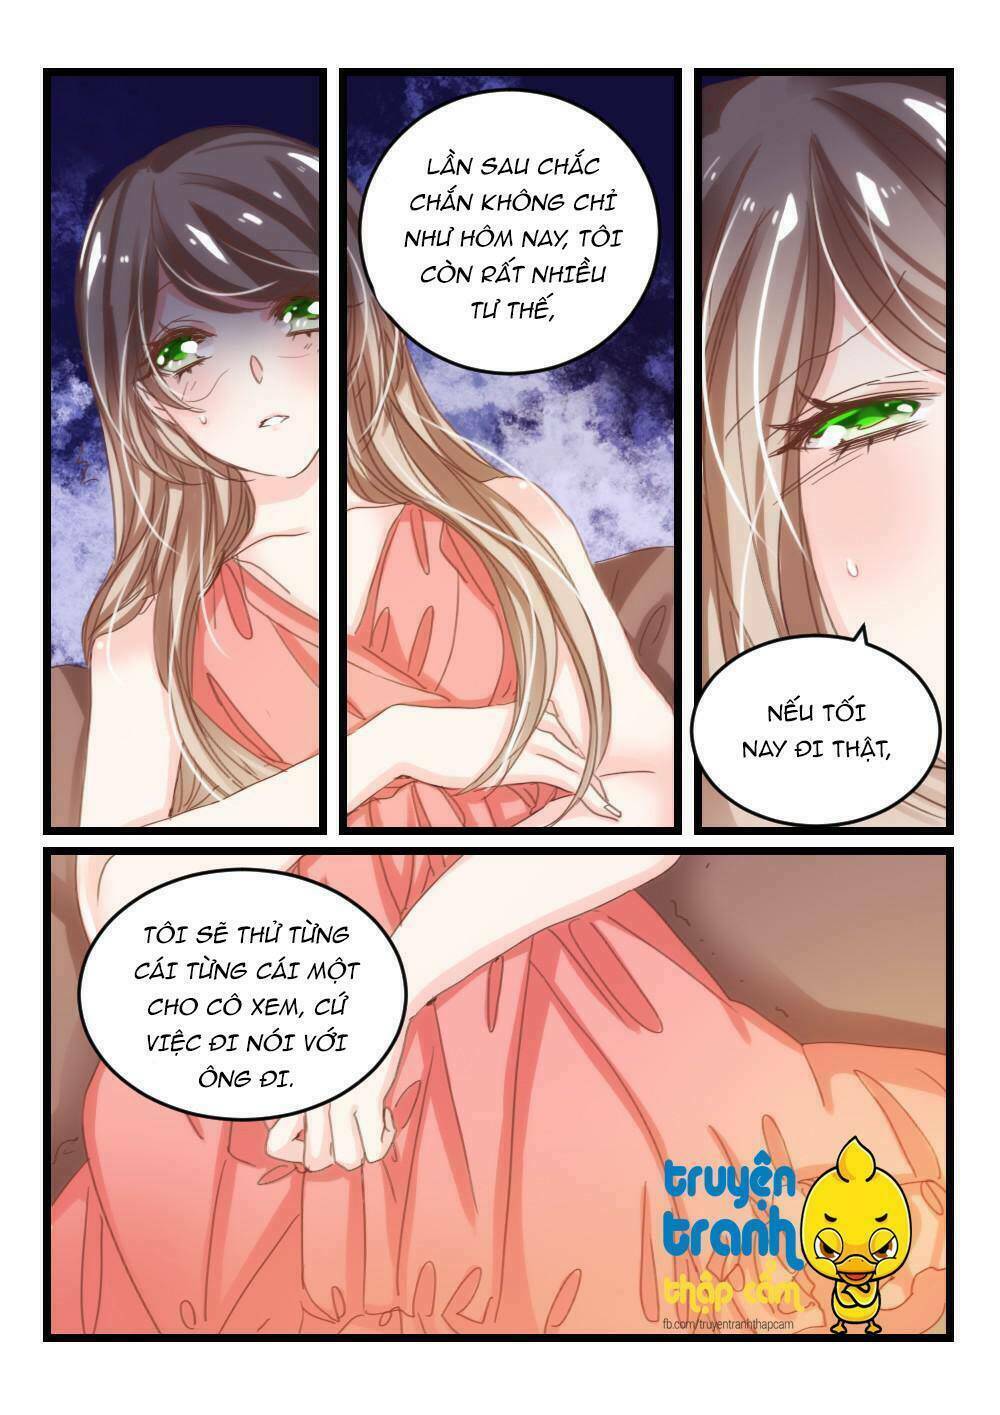 LẦN SAU CHẮC
CHẮN KHÔNG CHỈ
NHƯ HÔM NAY, TÔI
CÒN RẤT NHIỀU
TƯ THẾ,
NẾU TỐI
NAY ĐI THẬT,
TÔI SẼ THỬ TỪNG
CÁI TỪNG CÁI MỘT
CHO CÔ XEM, CỨ
VIỆC ĐI NÓI VỚI
ÔNG ĐI.
truyện
tranh
thập cẩm
fb.com/truyentranhthapcam